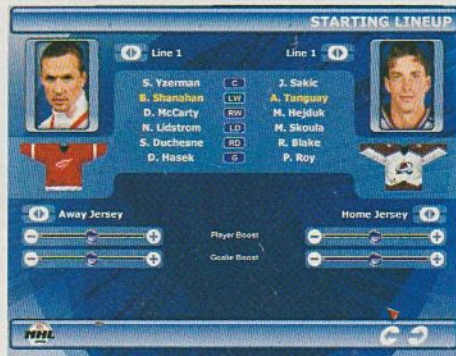 STARTING LINEUP
Line 1 Line 1
S. Yzerman C J. Sakic
B. Shanahan LW A. Tanguary
D. McCarty RW M. Hejduk
N. Lidstrom LD M. Skoula
S. Duchesne RD R. Blake
D. Hasek G P. Roy
Away Jersey Home Jersey
Player Boost
Goalie Boost
NHL